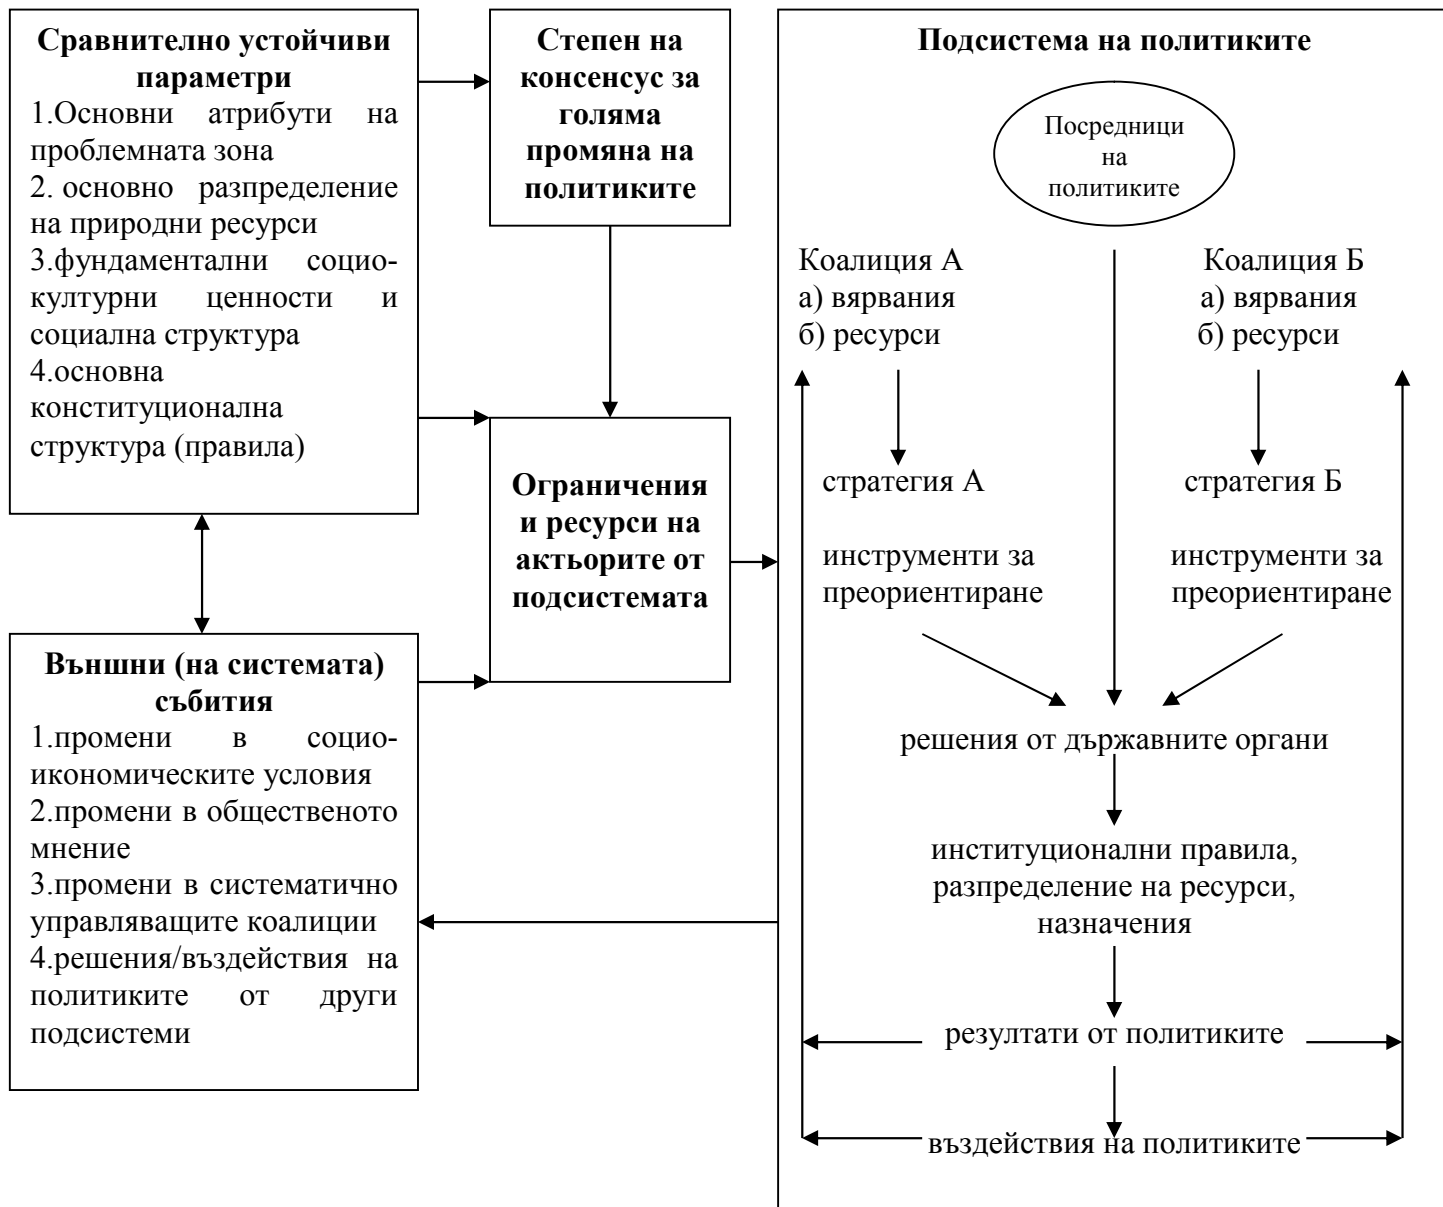 Сравнително устойчиви
параметри
1.Основни атрибути на
проблемната зона
2. основно разпределение
на природни ресурси
3.фундаментални социо-
културни ценности и
социална структура
4.основна
конституционална
структура (правила)
Степен на
консенсус за
голяма
промяна на
политиките
Ограничения
и ресурси на
актьорите от
подсистемата
Външни (на системата)
събития
1.промени в социо-
икономическите условия
2.промени в общественото
мнение
3.промени в систематично
управляващите коалиции
4.решения/въздействия на
политиките от други
подсистеми
Подсистема на политиките
Посредници
на
политиките
Коалиция А
а) вярвания
б) ресурси
Коалиция Б
а) вярвания
б) ресурси
стратегия А
стратегия Б
инструменти за
преориентиране
инструменти за
преориентиране
решения от държавните органи
институционални правила,
разпределение на ресурси,
назначения
резултати от политиките
въздействия на политиките